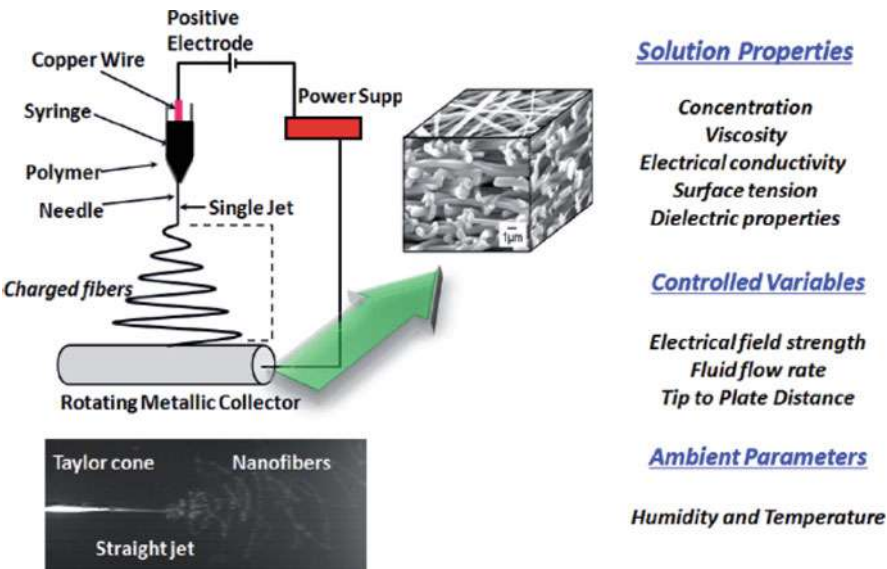 Positive
Electrode
Copper Wire
Syringe
Power Supp
Polymer
Needle
Single Jet
Charged fibers
Rotating Metallic Collector
1µm
Taylor cone
Nanofibers
Straight jet
Solution Properties
Concentration
Viscosity
Electrical conductivity
Surface tension
Dielectric properties
Controlled Variables
Electrical field strength
Fluid flow rate
Tip to Plate Distance
Ambient Parameters
Humidity and Temperature